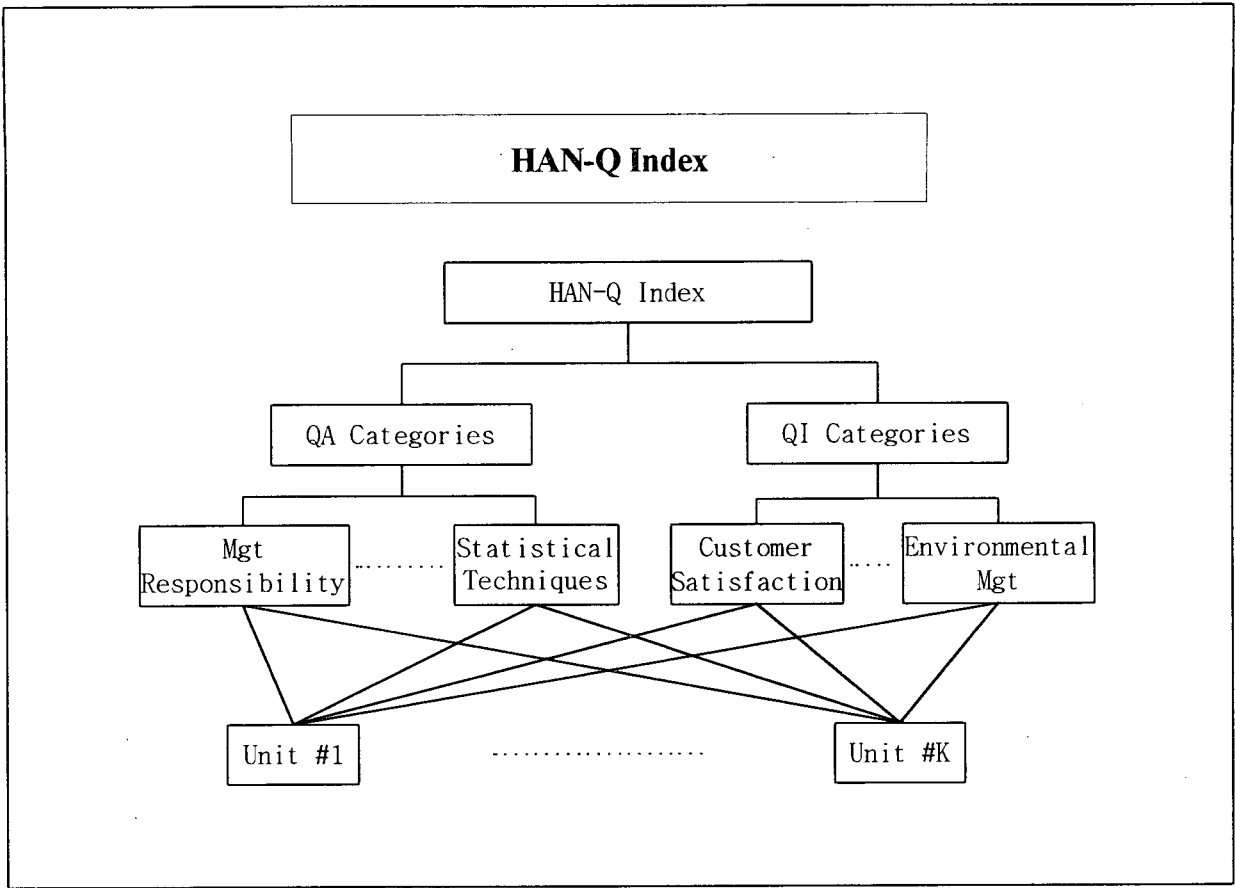 HAN-Q Index
HAN-Q Index
QA Categories
QI Categories
Mgt
Responsibility
Statistical
Techniques
Customer
Satisfaction
Environmental
Mgt
Unit #1
Unit #K